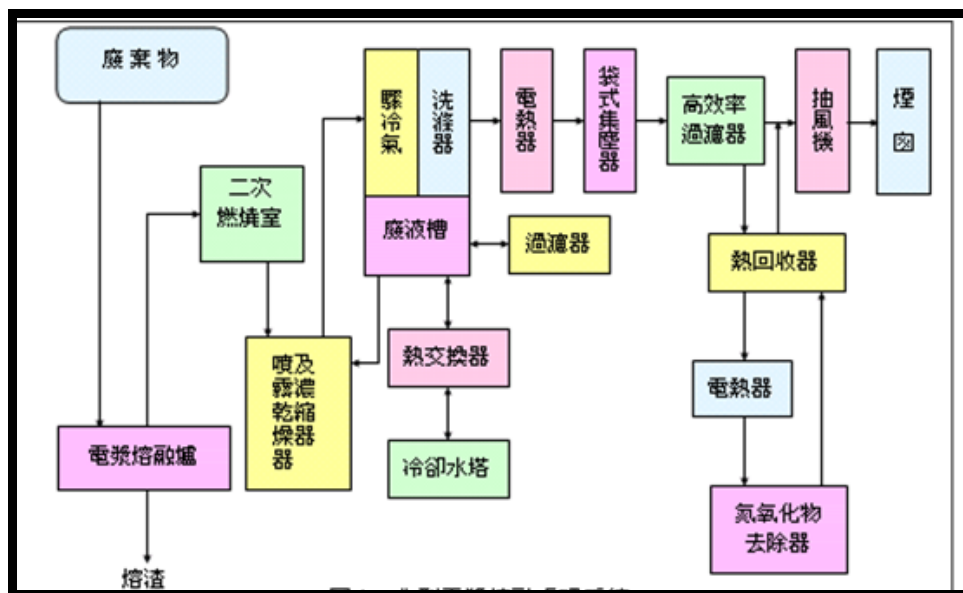 廢棄物
二次
燃燒室
電漿熔融爐
熔渣
噴及
霧濃
乾縮
燥器
器
驟冷氣
洗滌器
廢液槽
過濾器
熱交換器
冷卻水塔
電熱器
袋式集塵器
高效率
過濾器
抽風機
煙囪
熱回收器
電熱器
氮氧化物
去除器